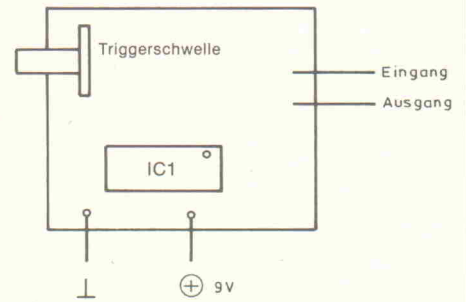 Triggerschwelle
Eingang
Ausgang
IC1
⊥
⊕ 9V